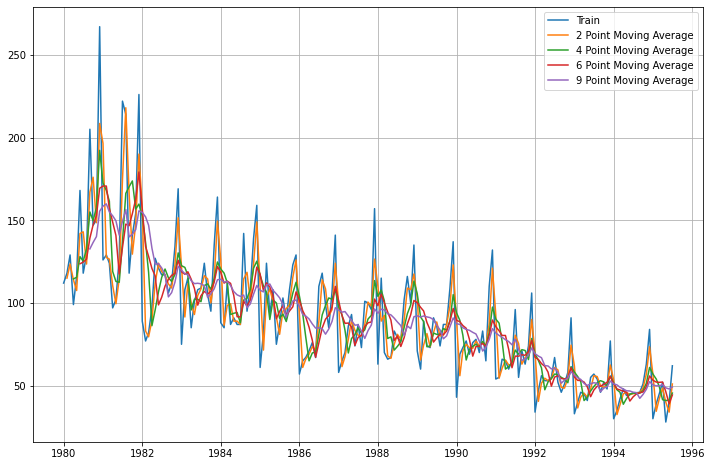 Train
2 Point Moving Average
4 Point Moving Average
6 Point Moving Average
9 Point Moving Average
250
200
150
100
50
1980 1982 1984 1986 1988 1990 1992 1994 1996